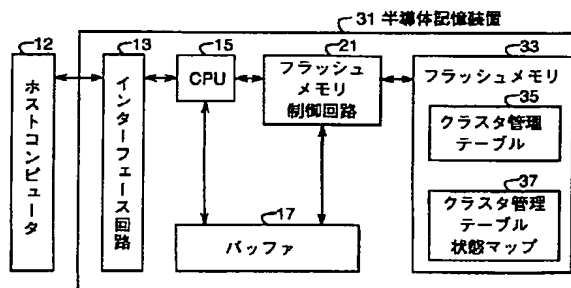 31 半導体記憶装置
12
ホストコンピュータ
13
インターフェース回路
15
CPU
21
フラッシュ
メモリ
制御回路
33
フラッシュメモリ
35
クラスタ管理
テーブル
37
クラスタ管理
テーブル
状態マップ
17
バッファ